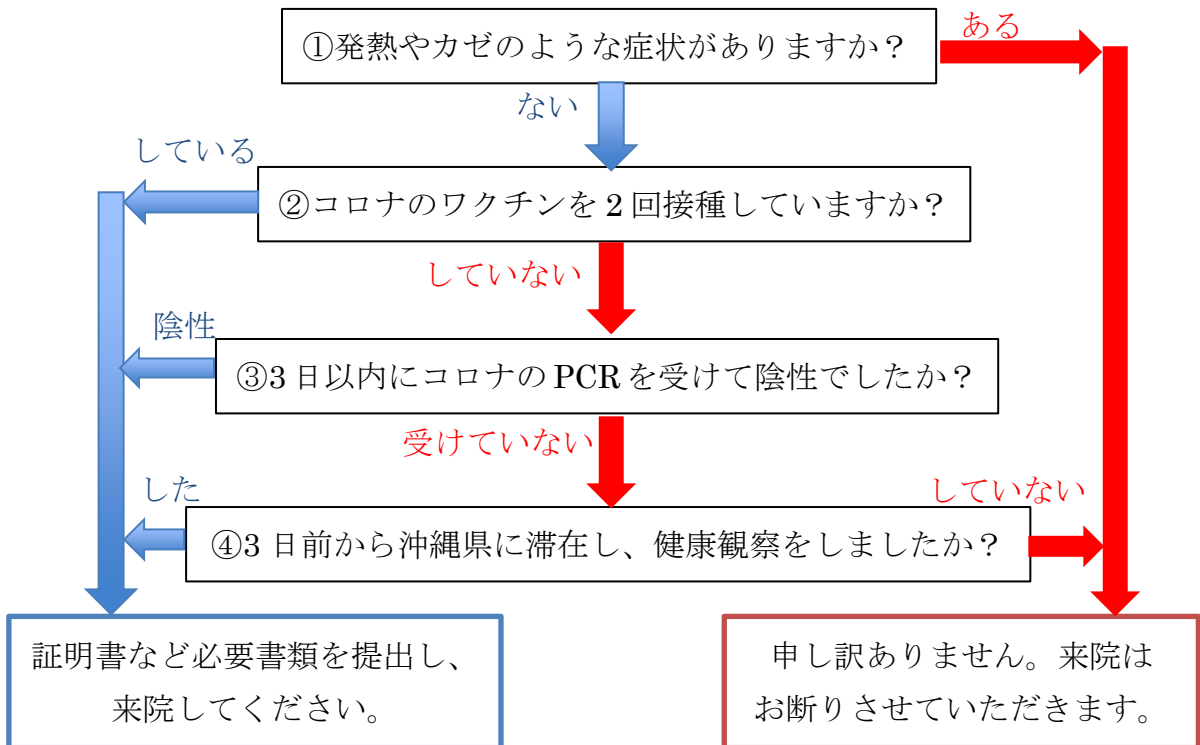 ①発熱やカゼのような症状がありますか？
ある
ない
している
②コロナのワクチンを2回接種していますか？
していない
陰性
③3日以内にコロナのPCRを受けて陰性でしたか？
受けていない
した
していない
④3日前から沖縄県に滞在し、健康観察をしましたか？
証明書など必要書類を提出し、
来院してください。
申し訳ありません。来院は
お断りさせていただきます。